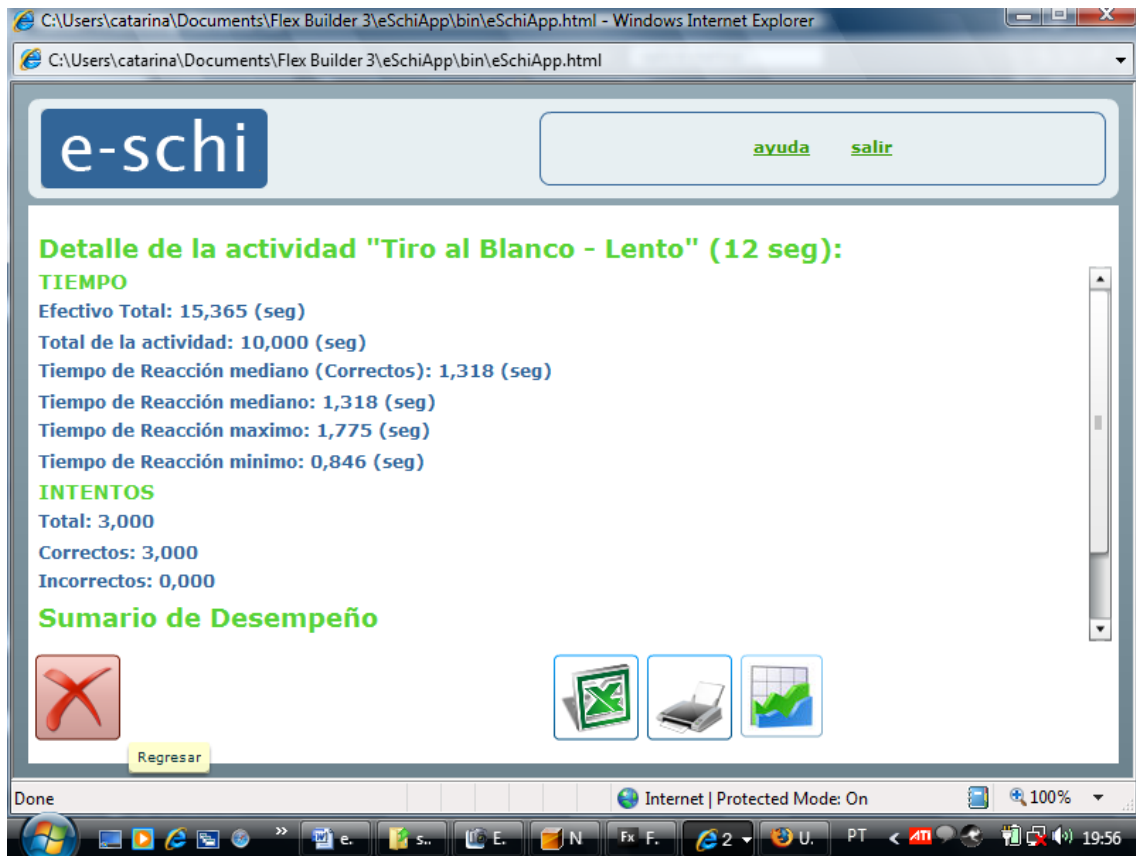 C:\Users\catarina\Documents\Flex Builder 3\eSchiApp\bin\eSchiApp.html - Windows Internet Explorer
C:\Users\catarina\Documents\Flex Builder 3\eSchiApp\bin\eSchiApp.html
e-schi
ayuda salir
Detalle de la actividad "Tiro al Blanco - Lento" (12 seg):
TIEMPO
Efectivo Total: 15,365 (seg)
Total de la actividad: 10,000 (seg)
Tiempo de Reacción mediano (Correctos): 1,318 (seg)
Tiempo de Reacción mediano: 1,318 (seg)
Tiempo de Reacción maximo: 1,775 (seg)
Tiempo de Reacción minimo: 0,846 (seg)
INTENTOS
Total: 3,000
Correctos: 3,000
Incorrectos: 0,000
Sumario de Desempeño
Regresar
Done Internet | Protected Mode: On 100%
» e. s.. E. N Fx F. 2 U. PT < ATI 19:56